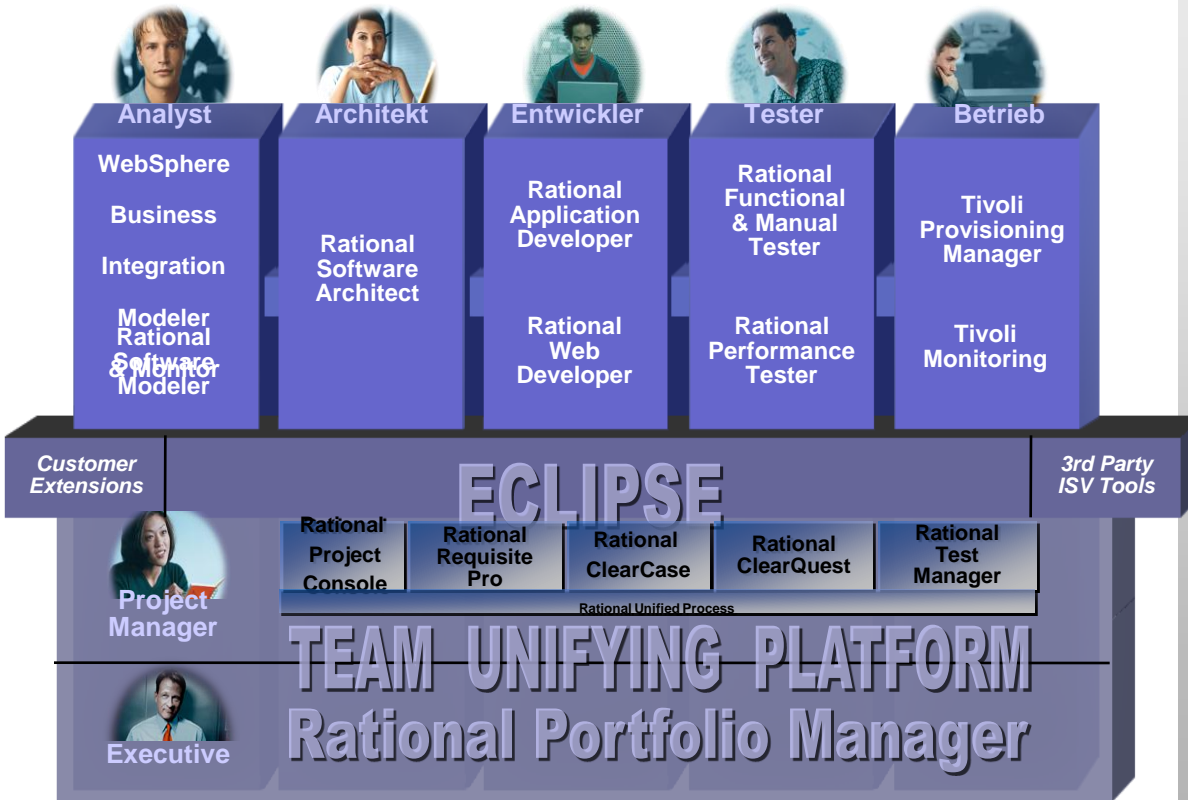 Analyst
WebSphere
Business
Integration
Modeler
& Monitor
Rational
Software
Modeler
Architekt
Rational
Software
Architect
Entwickler
Rational
Application
Developer
Rational
Web
Developer
Tester
Rational
Functional
& Manual
Tester
Rational
Performance
Tester
Betrieb
Tivoli
Provisioning
Manager
Tivoli
Monitoring
Customer
Extensions
ECLIPSE
3rd Party
ISV Tools
Project
Manager
Rational
Project
Console
Rational
Requisite
Pro
Rational
ClearCase
Rational
ClearQuest
Rational
Test
Manager
Rational Unified Process
TEAM UNIFYING PLATFORM
Executive
Rational Portfolio Manager